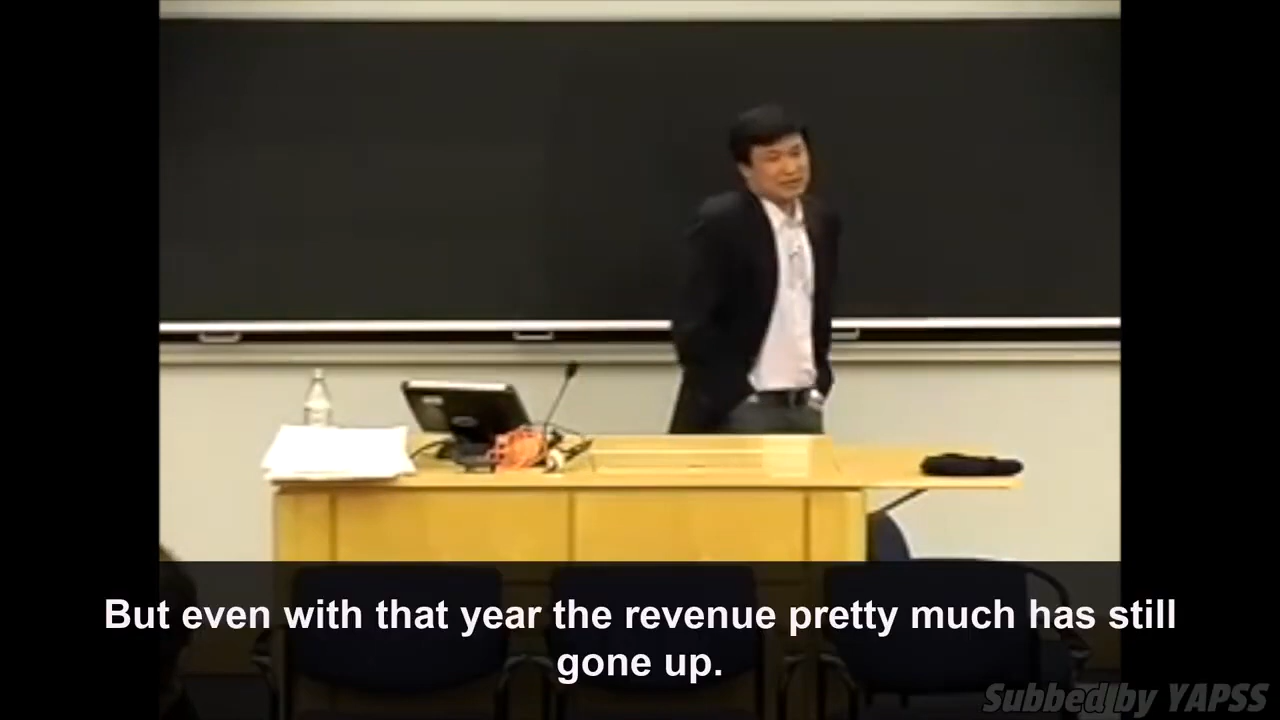 But even with that year the revenue pretty much has still
gone up.
Subbed by YAPSS